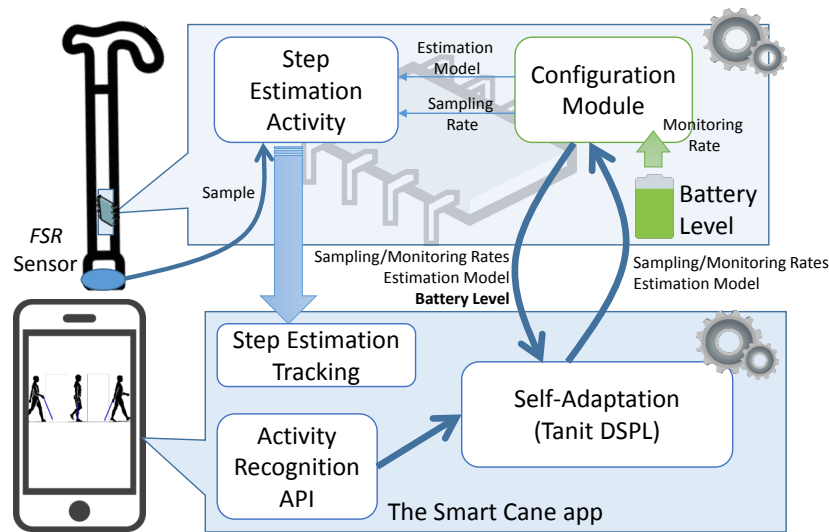 Step
Estimation
Activity
Estimation
Model
Sampling
Rate
Configuration
Module
Monitoring
Rate
Battery
Level
Sample
FSR
Sensor
Sampling/Monitoring Rates
Estimation Model
Battery Level
Sampling/Monitoring Rates
Estimation Model
Step Estimation
Tracking
Self-Adaptation
(Tanit DSPL)
Activity
Recognition
API
The Smart Cane app